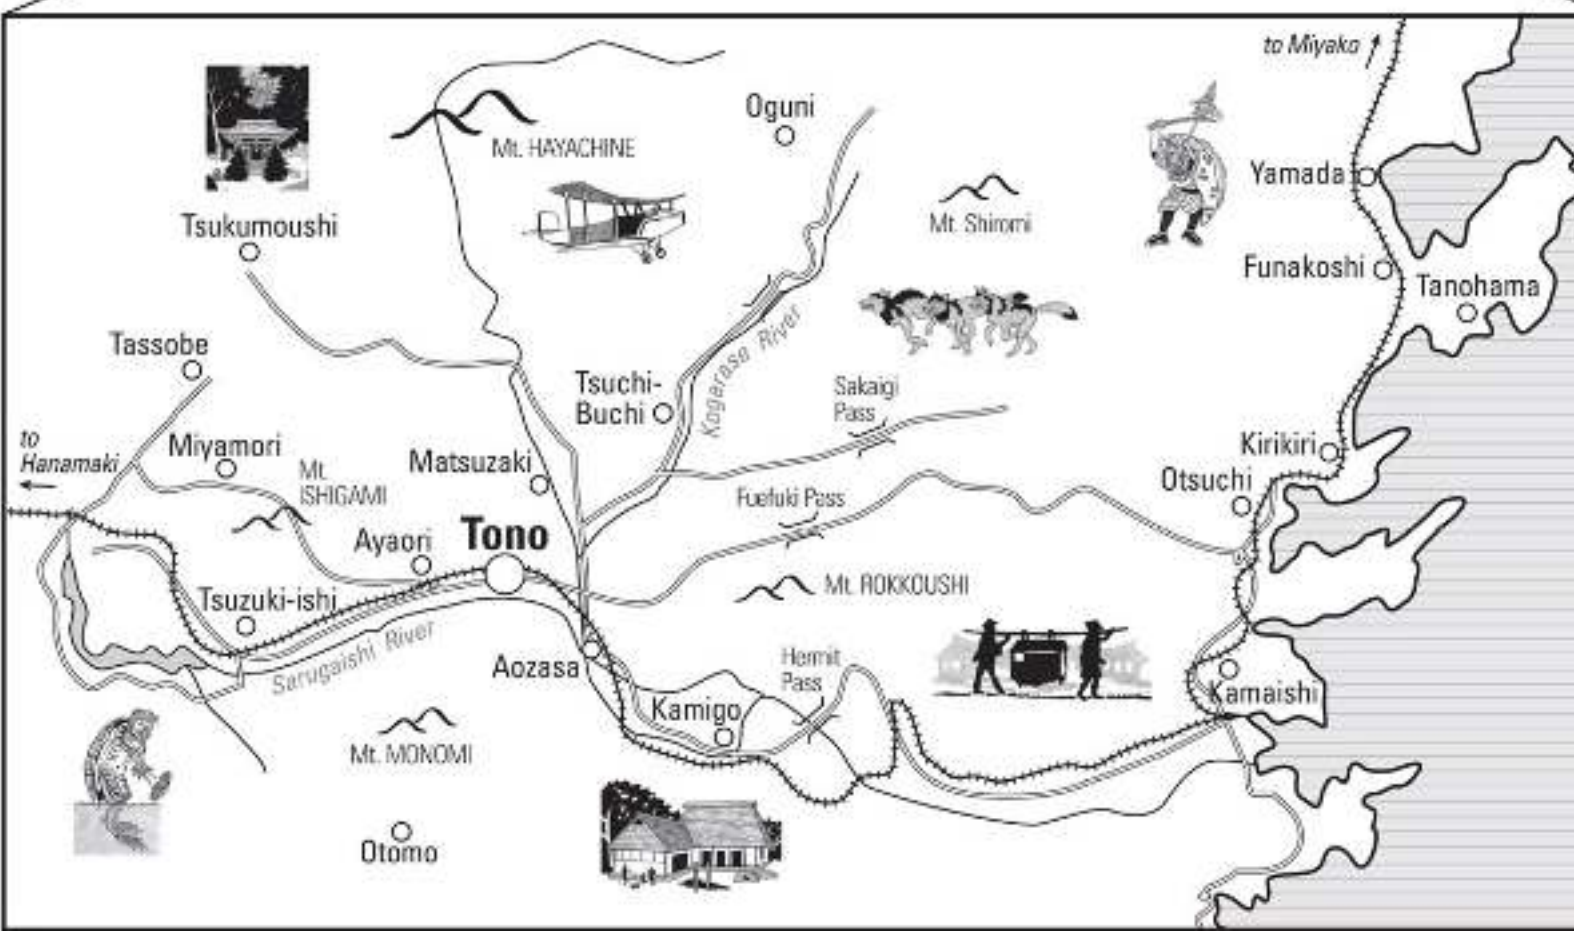 to Miyako
Oguni
Mt. HAYACHINE
Yamada
Tsukumoushi
Mt. Shiromi
Funakoshi
Tanohama
Tassobe
Kogarase River
Tsuchi-
Buchi
Sakaigi
Pass
to
Hanamaki
Miyamori
Mt.
ISHIGAMI
Matsuzaki
Kirikiri
Otsuchi
Fuefuki Pass
Ayaori
Tono
Mt. ROKKOUSHI
Tsuzuki-ishi
Sarugaishi River
Aozasa
Hermit
Pass
Kamaishi
Kamigo
Mt. MONOMI
Otomo